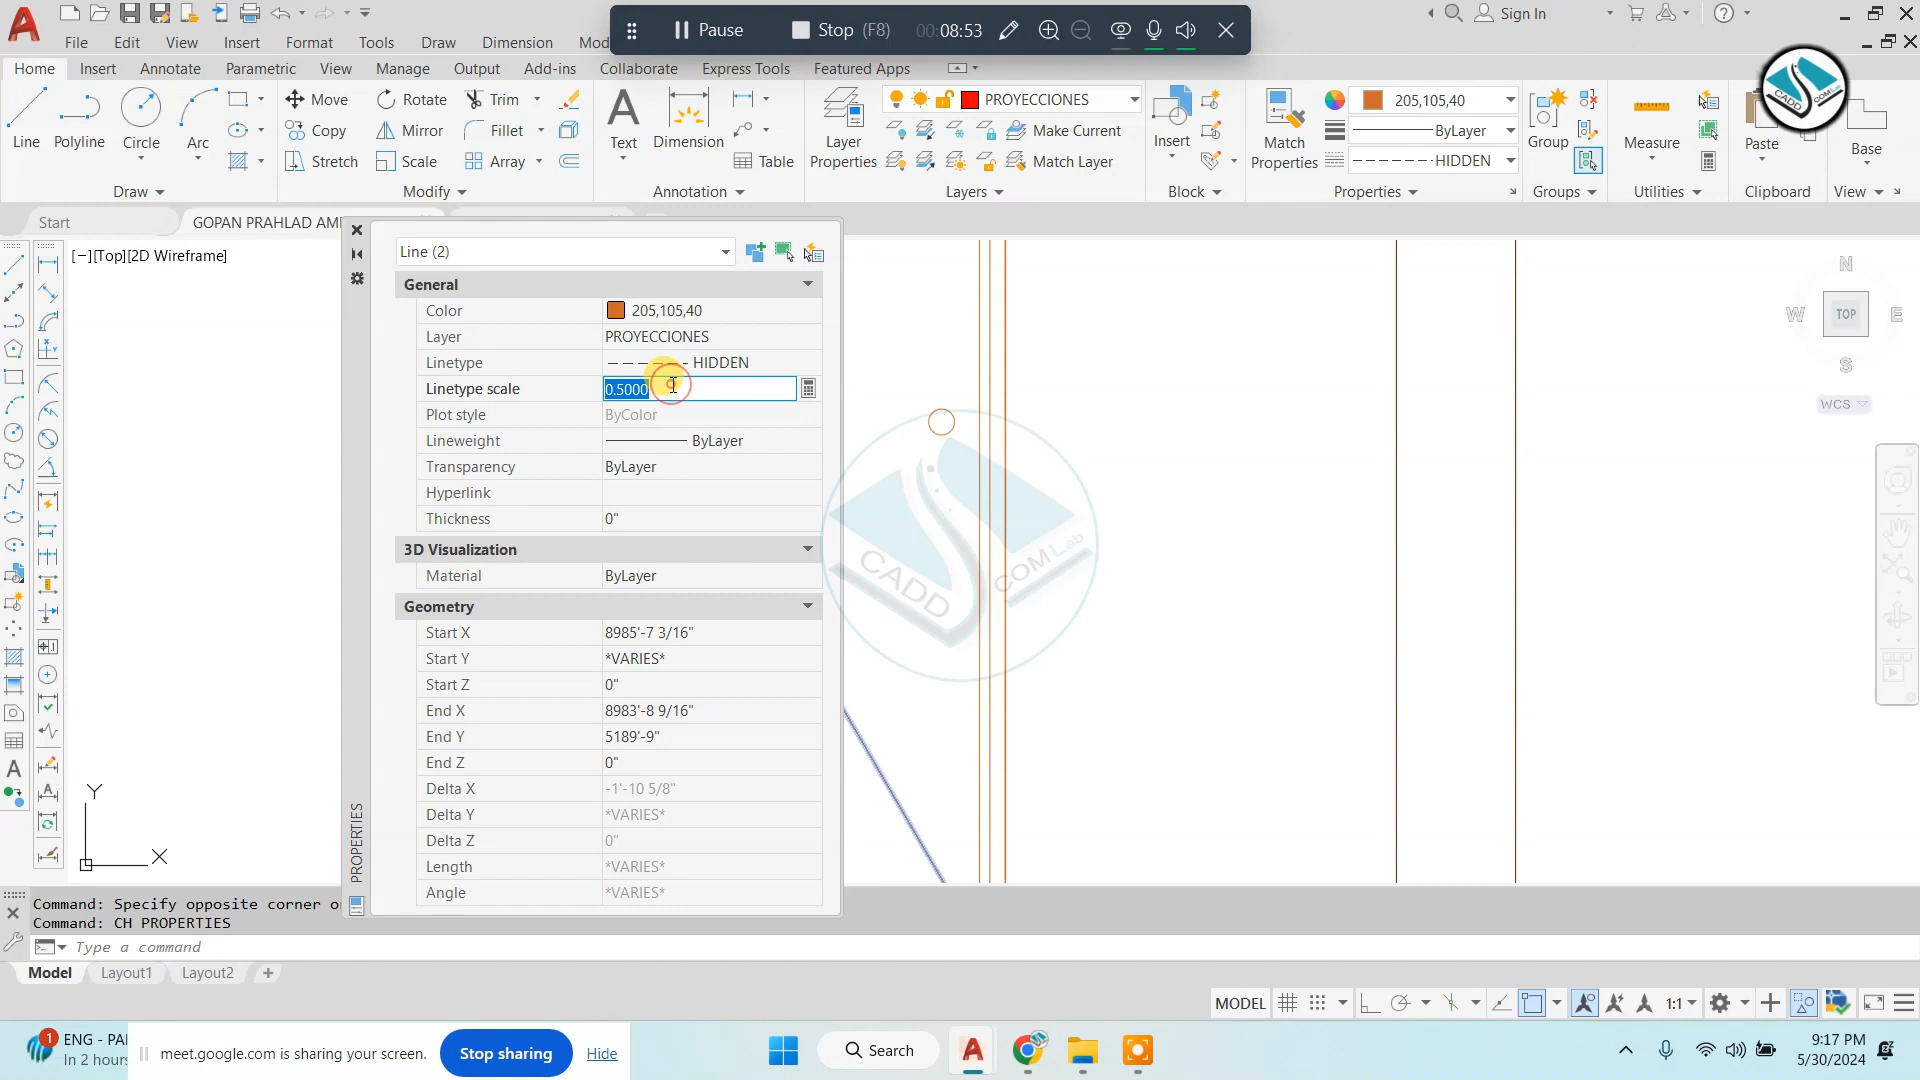 Pause
Stop (F8)
00:08:53
Sign In
File Edit View Insert Format Tools Draw Dimension
Home Insert Annotate Parametric View Manage Output Add-ins Collaborate Express Tools Featured Apps
Line Polyline Circle Arc
Move Rotate Trim
Copy Mirror Fillet
Stretch Scale Array
Text Dimension Table
Layer Properties
PROYECCIONES
Make Current
Match Layer
Insert
Match Properties
205,105,40
ByLayer
HIDDEN
Group Measure Paste Base
Draw Modify Annotation Layers Block Properties Groups Utilities Clipboard View
Start
GOPAN PRAHLAD
[−][Top][2D Wireframe]
Line (2)
General
Color 205,105,40
Layer PROYECCIONES
Linetype HIDDEN
Linetype scale 0.5000
Plot style ByColor
Lineweight ByLayer
Transparency ByLayer
Hyperlink
Thickness 0"
3D Visualization
Material ByLayer
Geometry
Start X 8985'-7 3/16"
Start Y *VARIES*
Start Z 0"
End X 8983'-8 9/16"
End Y 5189'-9"
End Z 0"
Delta X -1'-10 5/8"
Delta Y *VARIES*
Delta Z 0"
Length *VARIES*
Angle *VARIES*
PROPERTIES
N
W TOP E
S
WCS
CADD COM Lab
Y
X
Command: Specify opposite corner
Command: CH PROPERTIES
Type a command
Model Layout1 Layout2
MODEL
1:1
ENG - PA
In 2 hours
1
meet.google.com is sharing your screen.
Stop sharing
Hide
Search
9:17 PM
5/30/2024